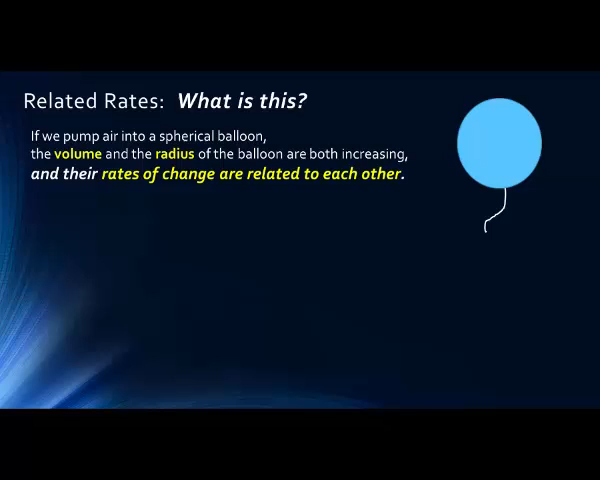 Related Rates: What is this?
If we pump air into a spherical balloon,
the volume and the radius of the balloon are both increasing,
and their rates of change are related to each other.